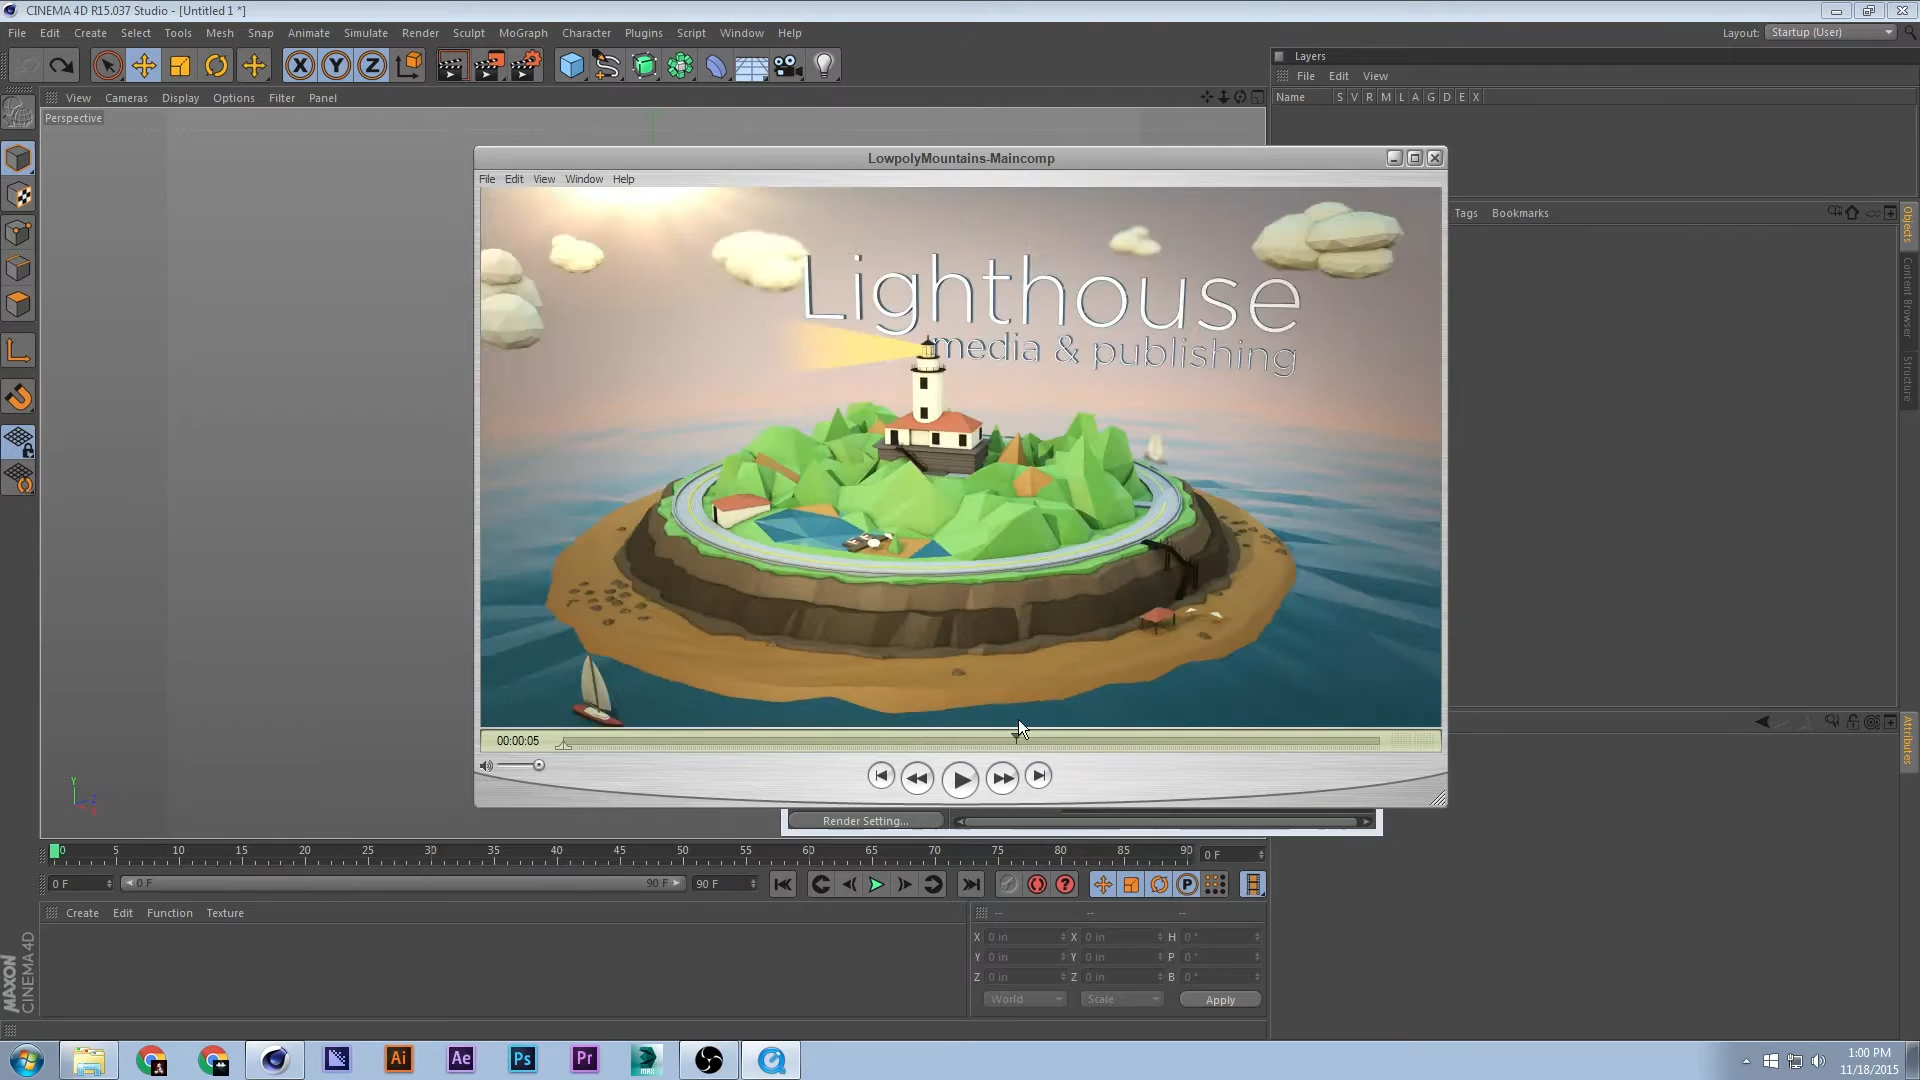 CINEMA 4D R15.037 Studio - [Untitled 1 *]
File Edit Create Select Tools Mesh Snap Animate Simulate Render Sculpt MoGraph Character Plugins Script Window Help
Layout: Startup (User)
X Y Z
Layers
File Edit View
Name S V R M L A G D E X
View Cameras Display Options Filter Panel
Perspective
LowpolyMountains-Maincomp
File Edit View Window Help
Lighthouse
media & publishing
Tags Bookmarks
Objects
Content Browser
Structure
Attributes
00:00:05
Render Setting...
0 5 10 15 20 25 30 35 40 45 50 55 60 65 70 75 80 85 90 0 F
0 F 0 F 90 F 90 F
Create Edit Function Texture
-- -- --
X 0 in X 0 in H 0 °
Y 0 in Y 0 in P 0 °
Z 0 in Z 0 in B 0 °
World Scale Apply
MAXON
CINEMA 4D
Ai Ae Ps Pr MAX
1:00 PM
11/18/2015